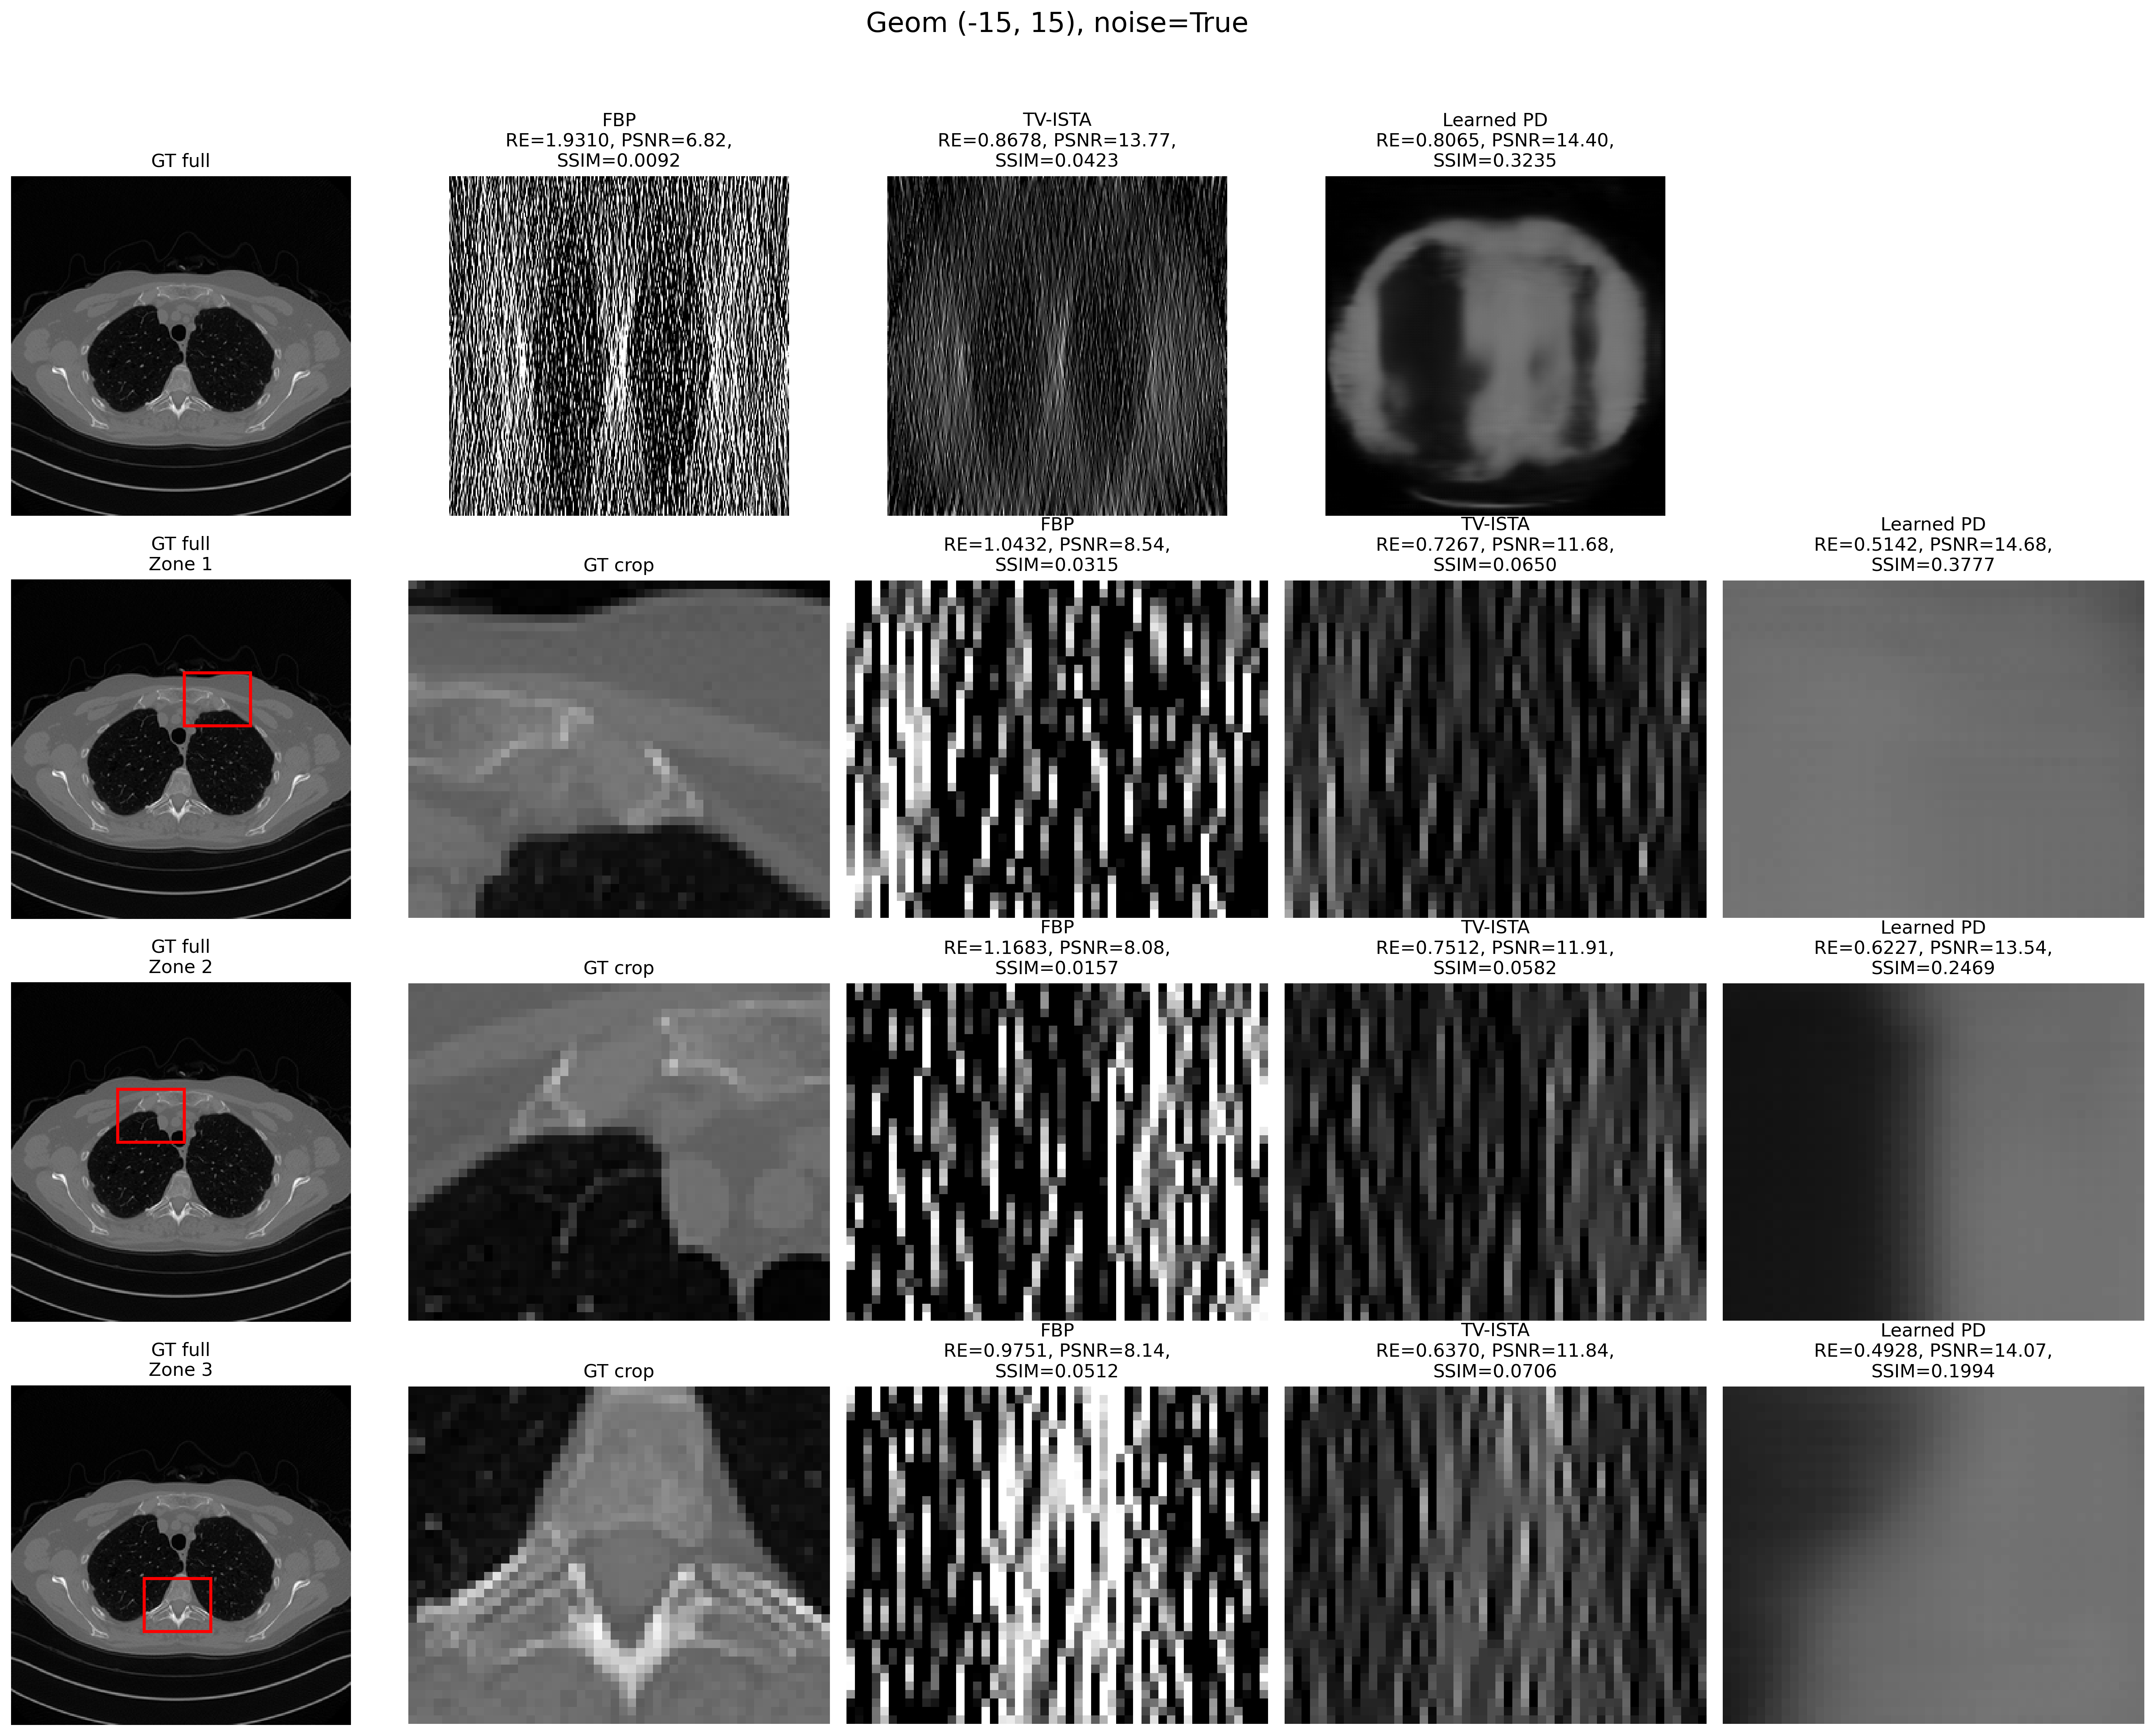 Geom (-15, 15), noise=True
GT full
FBP
RE=1.9310, PSNR=6.82,
SSIM=0.0092
TV-ISTA
RE=0.8678, PSNR=13.77,
SSIM=0.0423
Learned PD
RE=0.8065, PSNR=14.40,
SSIM=0.3235
GT full
Zone 1
GT crop
FBP
RE=1.0432, PSNR=8.54,
SSIM=0.0315
TV-ISTA
RE=0.7267, PSNR=11.68,
SSIM=0.0650
Learned PD
RE=0.5142, PSNR=14.68,
SSIM=0.3777
GT full
Zone 2
GT crop
FBP
RE=1.1683, PSNR=8.08,
SSIM=0.0157
TV-ISTA
RE=0.7512, PSNR=11.91,
SSIM=0.0582
Learned PD
RE=0.6227, PSNR=13.54,
SSIM=0.2469
GT full
Zone 3
GT crop
FBP
RE=0.9751, PSNR=8.14,
SSIM=0.0512
TV-ISTA
RE=0.6370, PSNR=11.84,
SSIM=0.0706
Learned PD
RE=0.4928, PSNR=14.07,
SSIM=0.1994